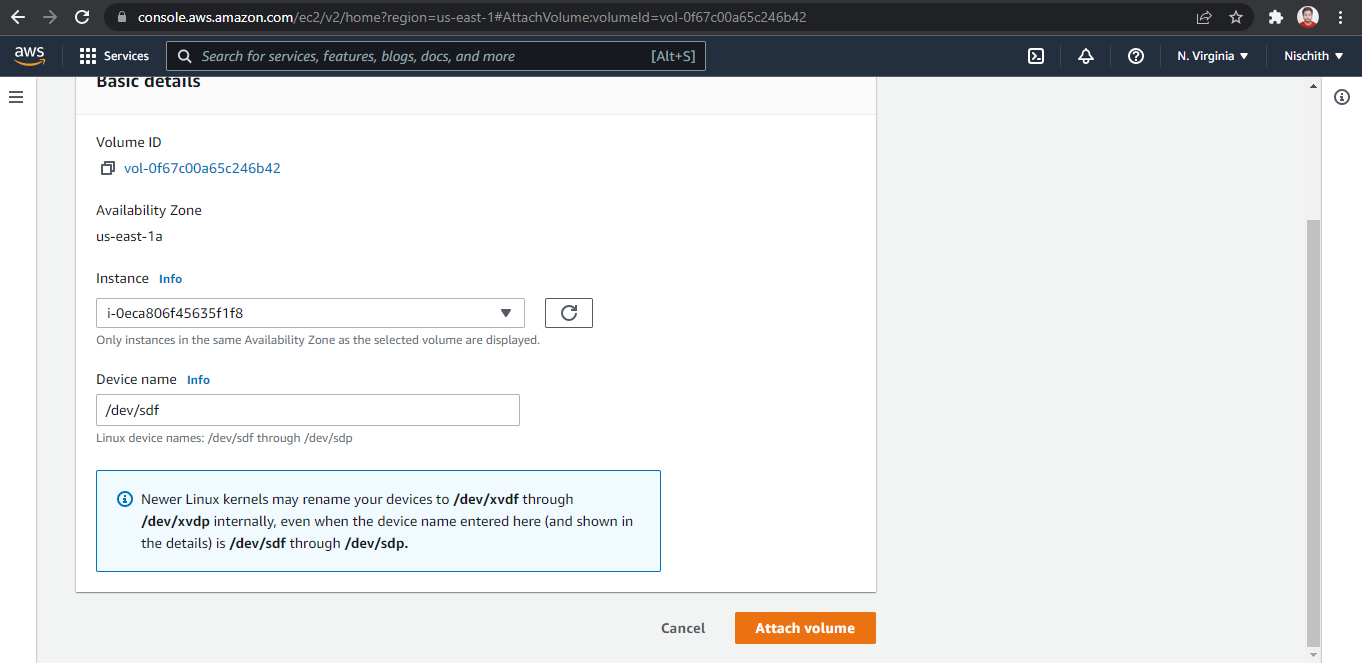 console.aws.amazon.com/ec2/v2/home?region=us-east-1#AttachVolume:volumeId=vol-0f67c00a65c246b42
aws Services Search for services, features, blogs, docs, and more [Alt+S] N. Virginia Nischith
Basic details
Volume ID
vol-0f67c00a65c246b42
Availability Zone
us-east-1a
Instance Info
i-0eca806f45635f1f8
Only instances in the same Availability Zone as the selected volume are displayed.
Device name Info
/dev/sdf
Linux device names: /dev/sdf through /dev/sdp
Newer Linux kernels may rename your devices to /dev/xvdf through
/dev/xvdp internally, even when the device name entered here (and shown in
the details) is /dev/sdf through /dev/sdp.
Cancel Attach volume